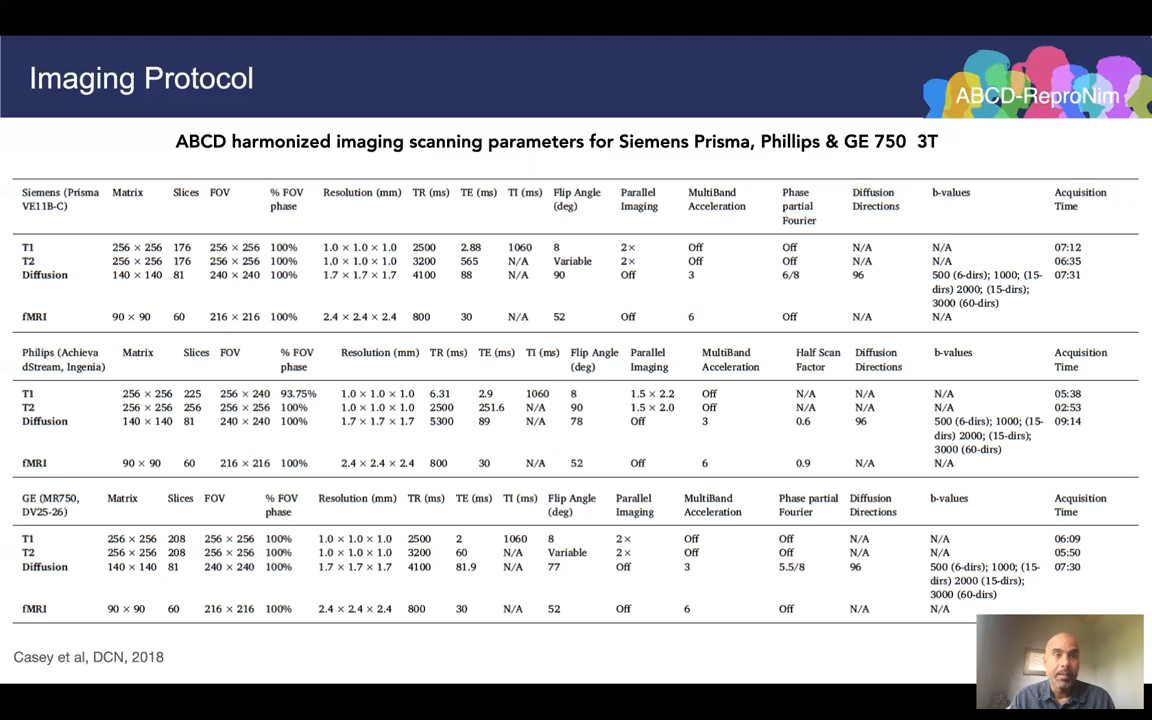 Imaging Protocol
ABCD-ReproNim
ABCD harmonized imaging scanning parameters for Siemens Prisma, Phillips & GE 750 3T
Siemens (Prisma VE11B-C) Matrix Slices FOV % FOV phase Resolution (mm) TR (ms) TE (ms) TI (ms) Flip Angle (deg) Parallel Imaging MultiBand Acceleration Phase partial Fourier Diffusion Directions b-values Acquisition Time
T1 256 × 256 176 256 × 256 100% 1.0 × 1.0 × 1.0 2500 2.88 1060 8 2× Off Off N/A N/A 07:12
T2 256 × 256 176 256 × 256 100% 1.0 × 1.0 × 1.0 3200 565 N/A Variable 2× Off Off N/A N/A 06:35
Diffusion 140 × 140 81 240 × 240 100% 1.7 × 1.7 × 1.7 4100 88 N/A 90 Off 3 6/8 96 500 (6-dirs); 1000; (15- 07:31
dirs) 2000; (15-dirs);
3000 (60-dirs)
fMRI 90 × 90 60 216 × 216 100% 2.4 × 2.4 × 2.4 800 30 N/A 52 Off 6 Off N/A N/A
Philips (Achieva dStream, Ingenia) Matrix Slices FOV % FOV phase Resolution (mm) TR (ms) TE (ms) TI (ms) Flip Angle (deg) Parallel Imaging MultiBand Acceleration Half Scan Factor Diffusion Directions b-values Acquisition Time
T1 256 × 256 225 256 × 240 93.75% 1.0 × 1.0 × 1.0 6.31 2.9 1060 8 1.5 × 2.2 Off N/A N/A N/A 05:38
T2 256 × 256 256 256 × 256 100% 1.0 × 1.0 × 1.0 2500 251.6 N/A 90 1.5 × 2.0 Off N/A N/A N/A 02:53
Diffusion 140 × 140 81 240 × 240 100% 1.7 × 1.7 × 1.7 5300 89 N/A 78 Off 3 0.6 96 500 (6-dirs); 1000; (15- 09:14
dirs) 2000; (15-dirs);
3000 (60-dirs)
fMRI 90 × 90 60 216 × 216 100% 2.4 × 2.4 × 2.4 800 30 N/A 52 Off 6 0.9 N/A N/A
GE (MR750, DV25-26) Matrix Slices FOV % FOV phase Resolution (mm) TR (ms) TE (ms) TI (ms) Flip Angle (deg) Parallel Imaging MultiBand Acceleration Phase partial Fourier Diffusion Directions b-values Acquisition Time
T1 256 × 256 208 256 × 256 100% 1.0 × 1.0 × 1.0 2500 2 1060 8 2× Off Off N/A N/A 06:09
T2 256 × 256 208 256 × 256 100% 1.0 × 1.0 × 1.0 3200 60 N/A Variable 2× Off Off N/A N/A 05:50
Diffusion 140 × 140 81 240 × 240 100% 1.7 × 1.7 × 1.7 4100 81.9 N/A 77 Off 3 5.5/8 96 500 (6-dirs); 1000; (15- 07:30
dirs) 2000 (15-dirs);
3000 (60-dirs)
fMRI 90 × 90 60 216 × 216 100% 2.4 × 2.4 × 2.4 800 30 N/A 52 Off 6 Off N/A N/A
Casey et al, DCN, 2018